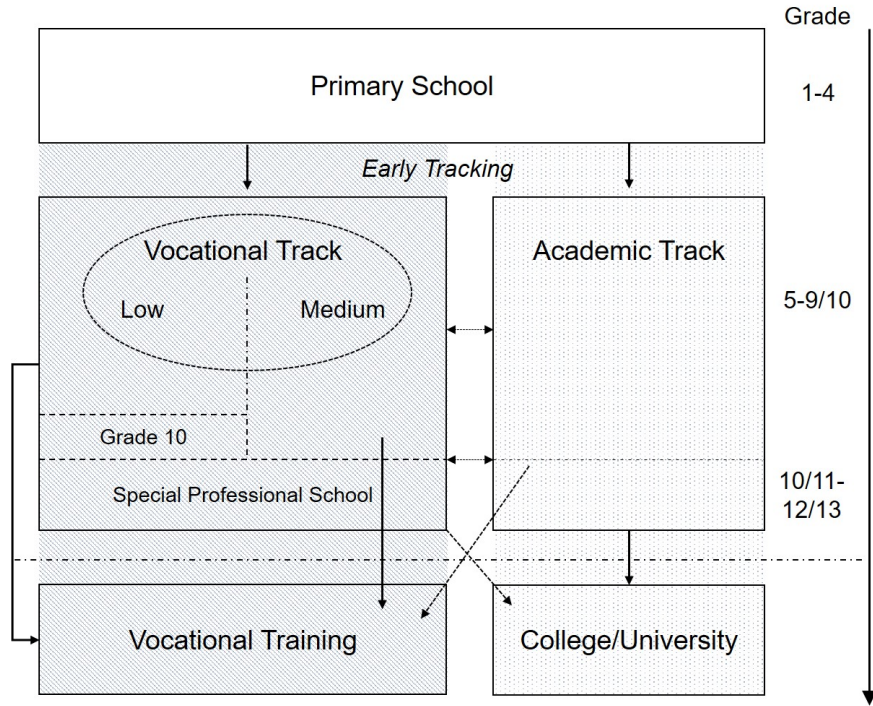 Grade
Primary School
1-4
Early Tracking
Vocational Track
Academic Track
Low
Medium
5-9/10
Grade 10
Special Professional School
10/11-
12/13
Vocational Training
College/University